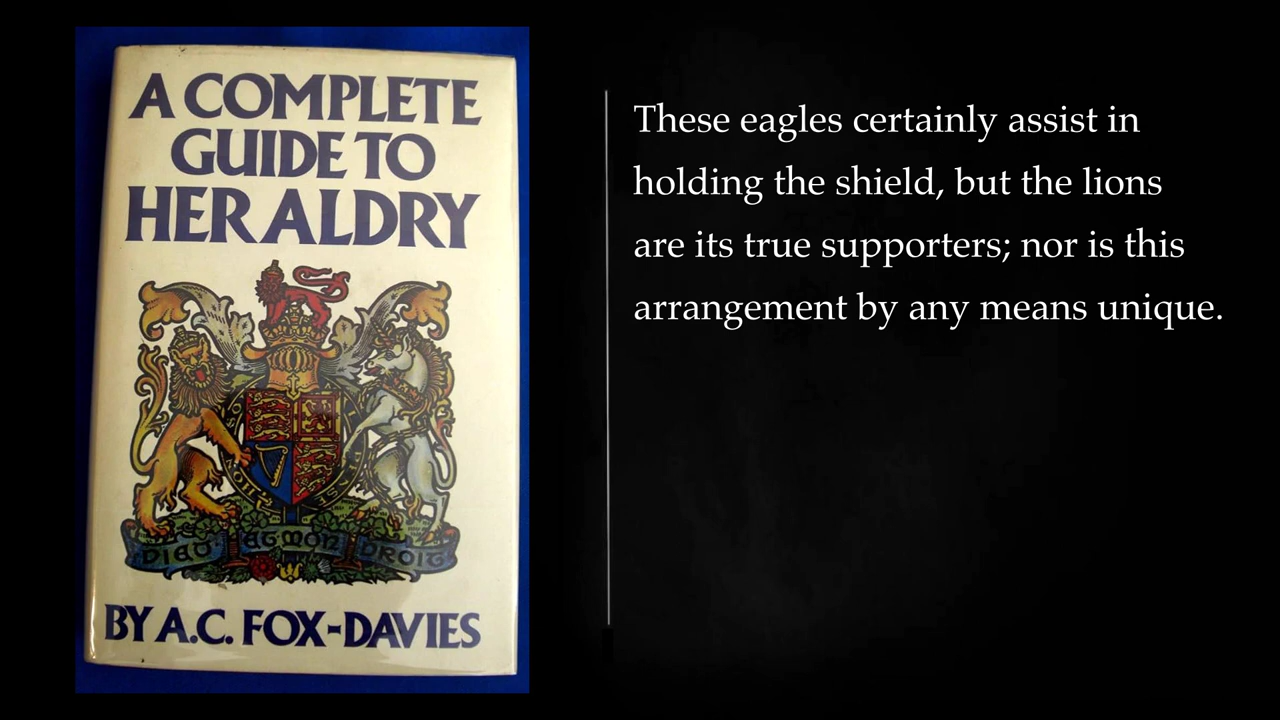 A COMPLETE
GUIDE TO
HERALDRY
DIEU ET MON DROIT
BY A.C. FOX-DAVIES
These eagles certainly assist in
holding the shield, but the lions
are its true supporters; nor is this
arrangement by any means unique.